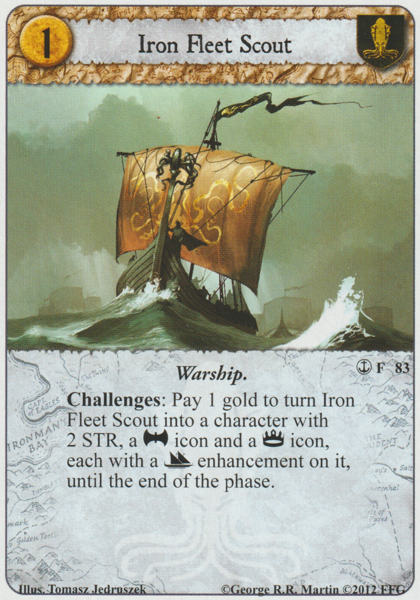 1
Iron Fleet Scout
Warship.
F 83
Challenges: Pay 1 gold to turn Iron
Fleet Scout into a character with
2 STR, a icon and a icon,
each with a enhancement on it,
until the end of the phase.
IRONMAN
BAY
Illus. Tomasz Jedruszek
©George R.R. Martin ©2012 FFG